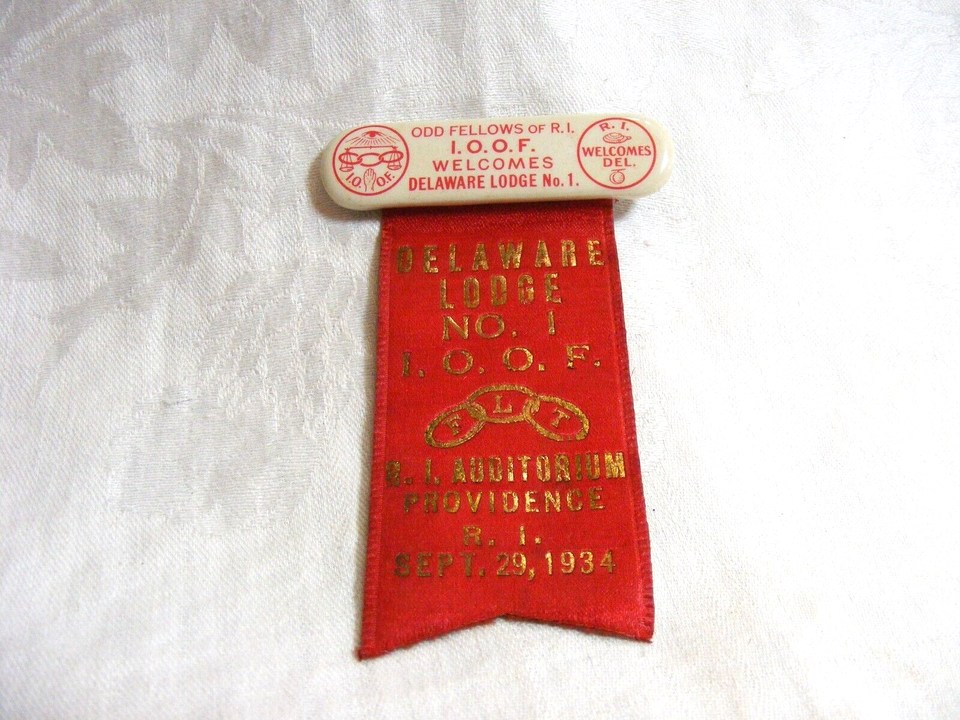 ODD FELLOWS OF R.I.
I.O.O.F.
WELCOMES
DELAWARE LODGE No. 1.
I.O. O.F.
R. I.
WELCOMES
DEL.
DELAWARE
LODGE
NO. 1
I. O. O. F.
F L T
R. I. AUDITORIUM
PROVIDENCE
R. I.
SEPT. 29, 1934